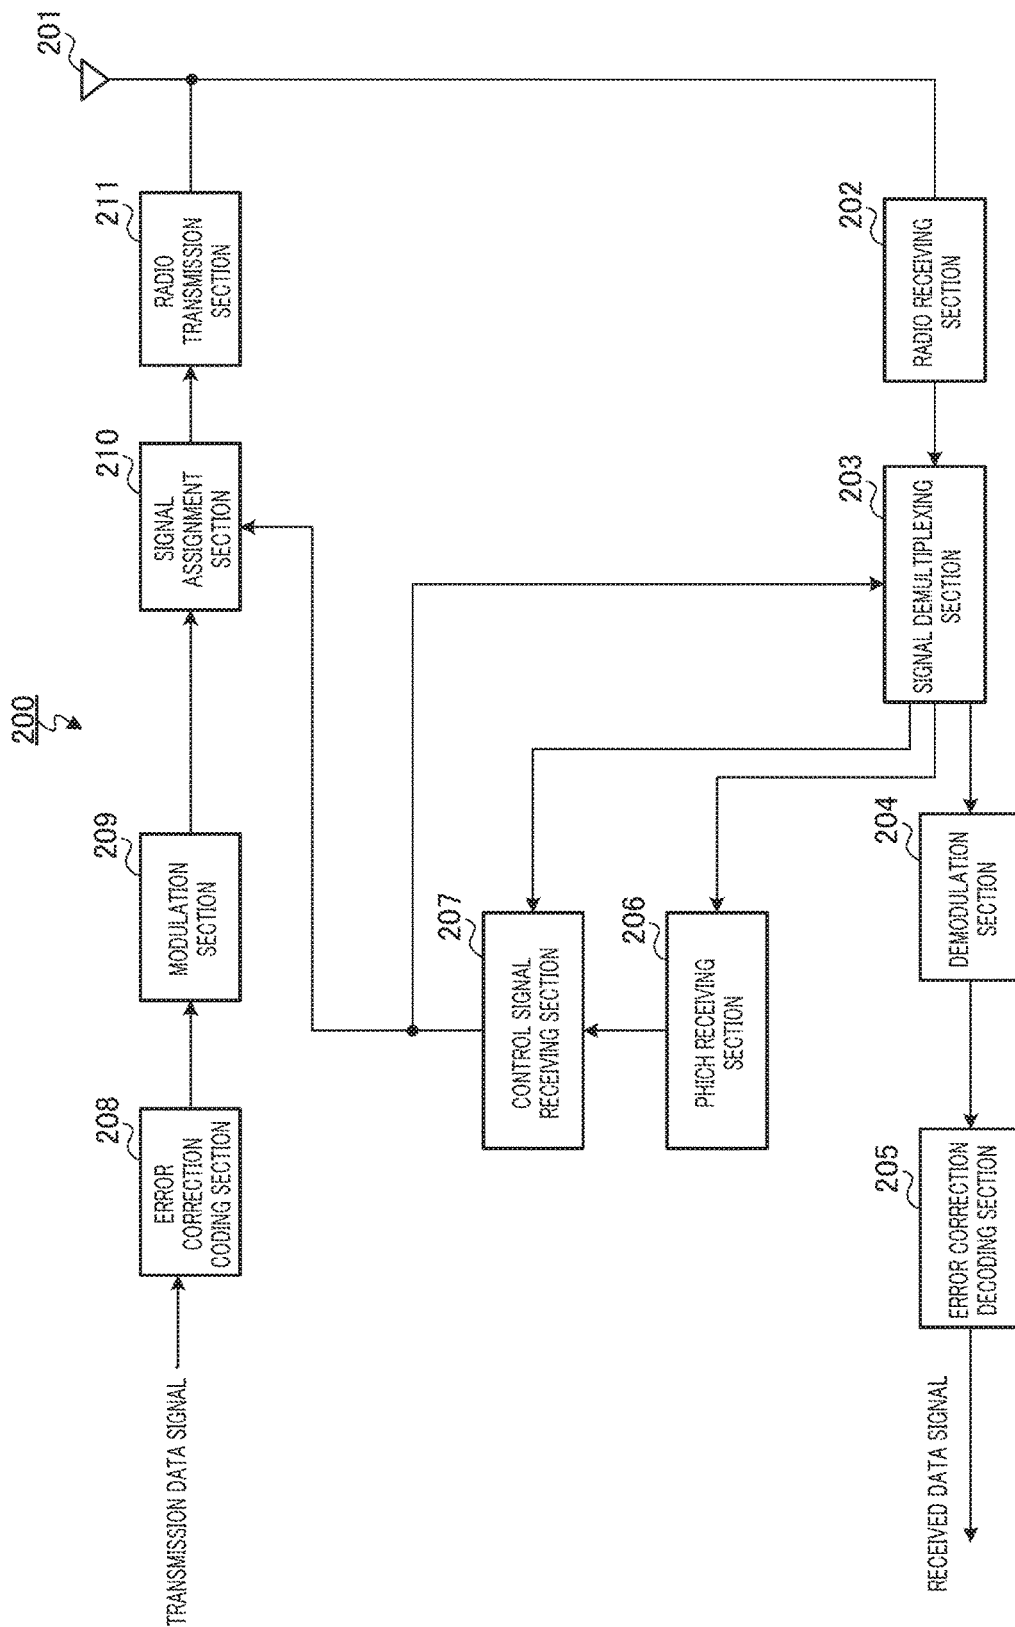 200
TRANSMISSION DATA SIGNAL
208
ERROR
CORRECTION
CODING SECTION
209
MODULATION
SECTION
210
SIGNAL
ASSIGNMENT
SECTION
211
RADIO
TRANSMISSION
SECTION
201
207
CONTROL SIGNAL
RECEIVING SECTION
206
PHICH RECEIVING
SECTION
RECEIVED DATA SIGNAL
205
ERROR CORRECTION
DECODING SECTION
204
DEMODULATION
SECTION
203
SIGNAL DEMULTIPLEXING
SECTION
202
RADIO RECEIVING
SECTION